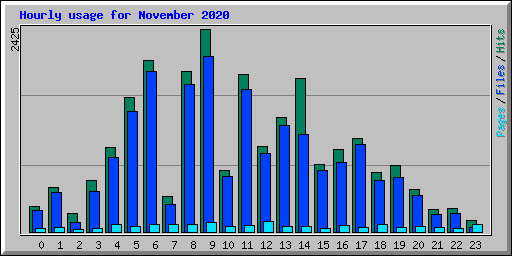 Hourly usage for November 2020
2425
Pages/Files/Hits
0 1 2 3 4 5 6 7 8 9 10 11 12 13 14 15 16 17 18 19 20 21 22 23